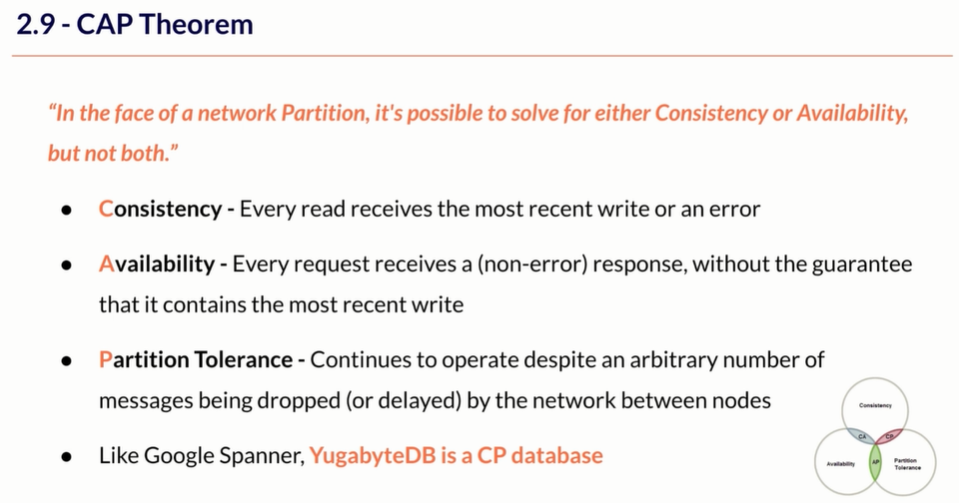 2.9 - CAP Theorem
“In the face of a network Partition, it's possible to solve for either Consistency or Availability,
but not both.”
● Consistency - Every read receives the most recent write or an error
● Availability - Every request receives a (non-error) response, without the guarantee
that it contains the most recent write
● Partition Tolerance - Continues to operate despite an arbitrary number of
messages being dropped (or delayed) by the network between nodes
● Like Google Spanner, YugabyteDB is a CP database
Consistency
CA CP
Availability AP Partition
Tolerance